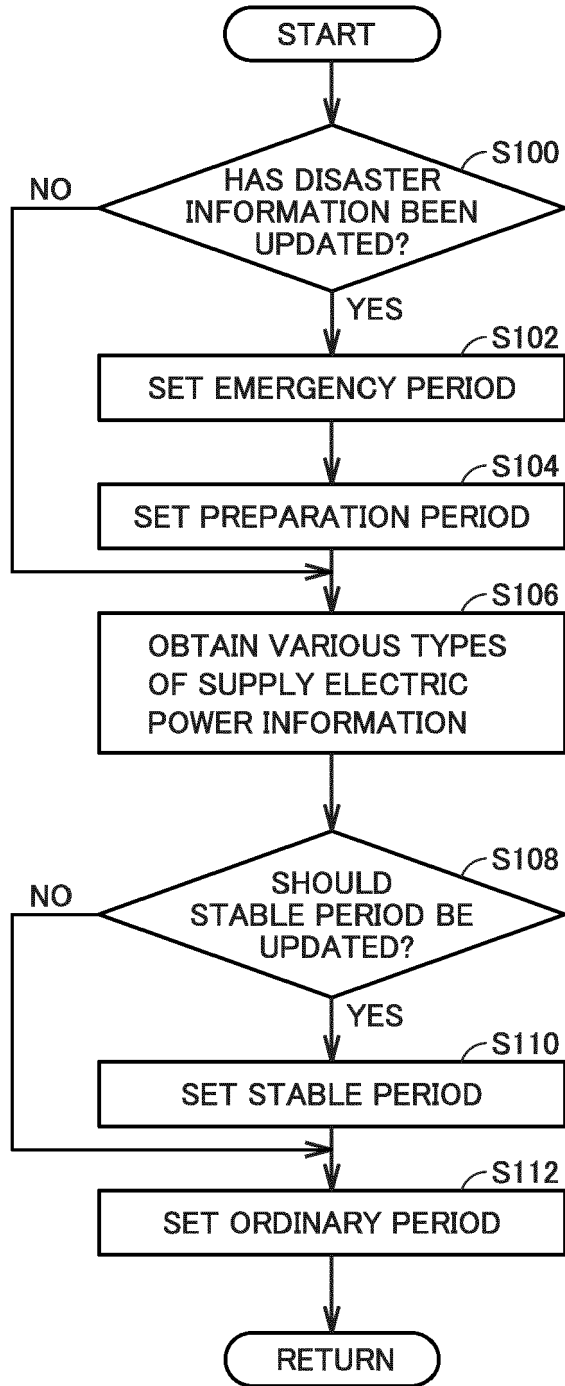 START
S100
NO
HAS DISASTER
INFORMATION BEEN
UPDATED?
YES
S102
SET EMERGENCY PERIOD
S104
SET PREPARATION PERIOD
S106
OBTAIN VARIOUS TYPES
OF SUPPLY ELECTRIC
POWER INFORMATION
S108
NO
SHOULD
STABLE PERIOD BE
UPDATED?
YES
S110
SET STABLE PERIOD
S112
SET ORDINARY PERIOD
RETURN